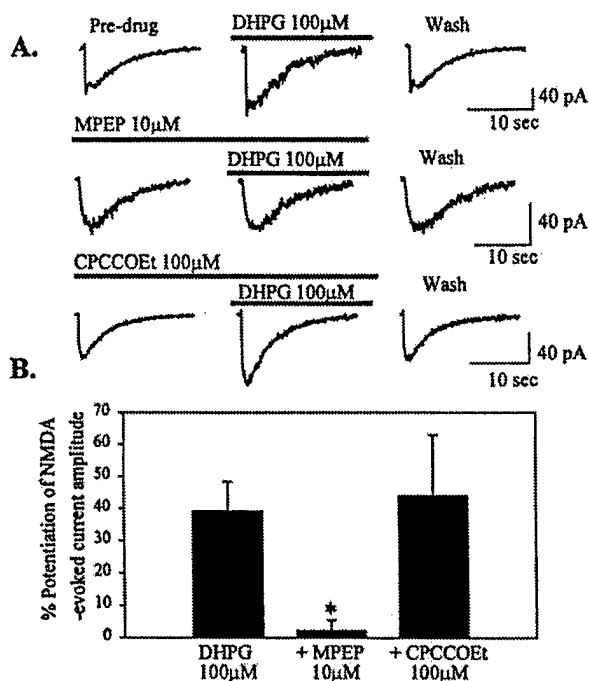 A.
Pre-drug
DHPG 100µM
Wash
40 pA
10 sec
MPEP 10µM
DHPG 100µM
Wash
40 pA
10 sec
CPCCOEt 100µM
DHPG 100µM
Wash
40 pA
10 sec
B.
% Potentiation of NMDA
-evoked current amplitude
70
60
50
40
30
20
10
0
*
DHPG
100µM
+ MPEP
10µM
+ CPCCOEt
100µM